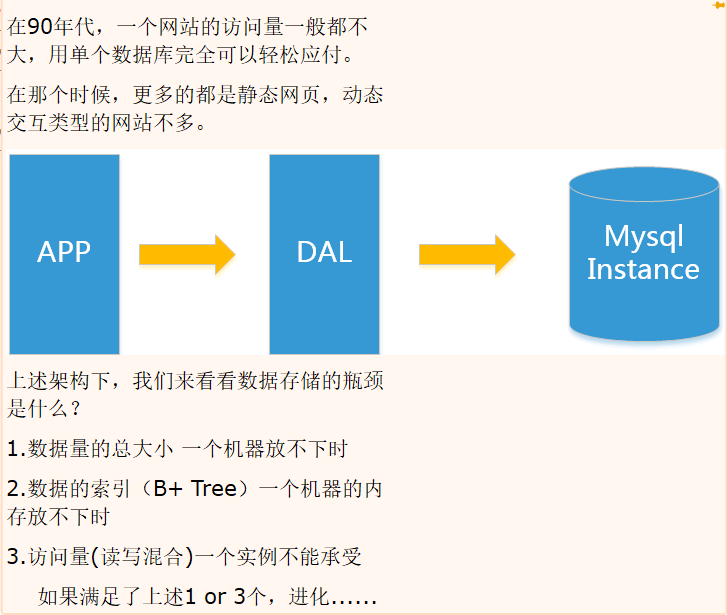 在90年代，一个网站的访问量一般都不
大，用单个数据库完全可以轻松应付。
在那个时候，更多的都是静态网页，动态
交互类型的网站不多。
APP
DAL
Mysql
Instance
上述架构下，我们来看看数据存储的瓶颈
是什么？
1.数据量的总大小 一个机器放不下时
2.数据的索引（B+ Tree）一个机器的内
存放不下时
3.访问量(读写混合)一个实例不能承受
如果满足了上述1 or 3个，进化......